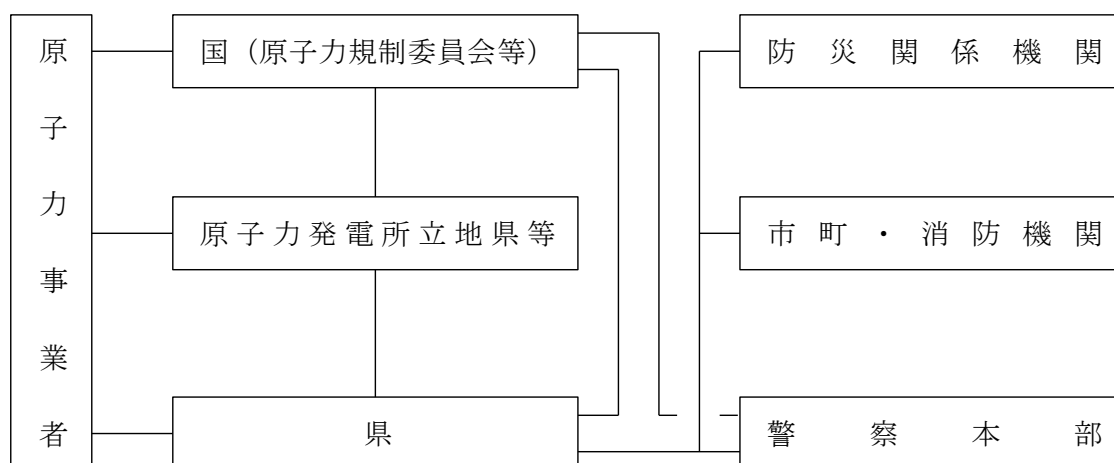 原子力事業者
国（原子力規制委員会等）
防災関係機関
原子力発電所立地県等
市町・消防機関
県
警察本部